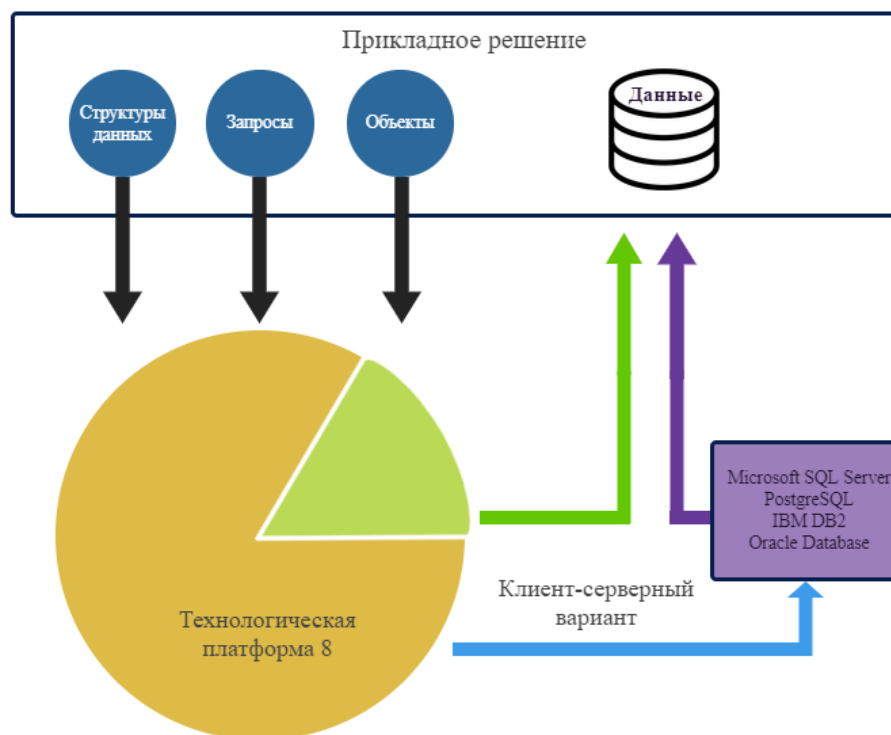 Прикладное решение
Структуры
данных
Запросы
Объекты
Данные
Microsoft SQL Server
PostgreSQL
IBM DB2
Oracle Database
Клиент-серверный
вариант
Технологическая
платформа 8